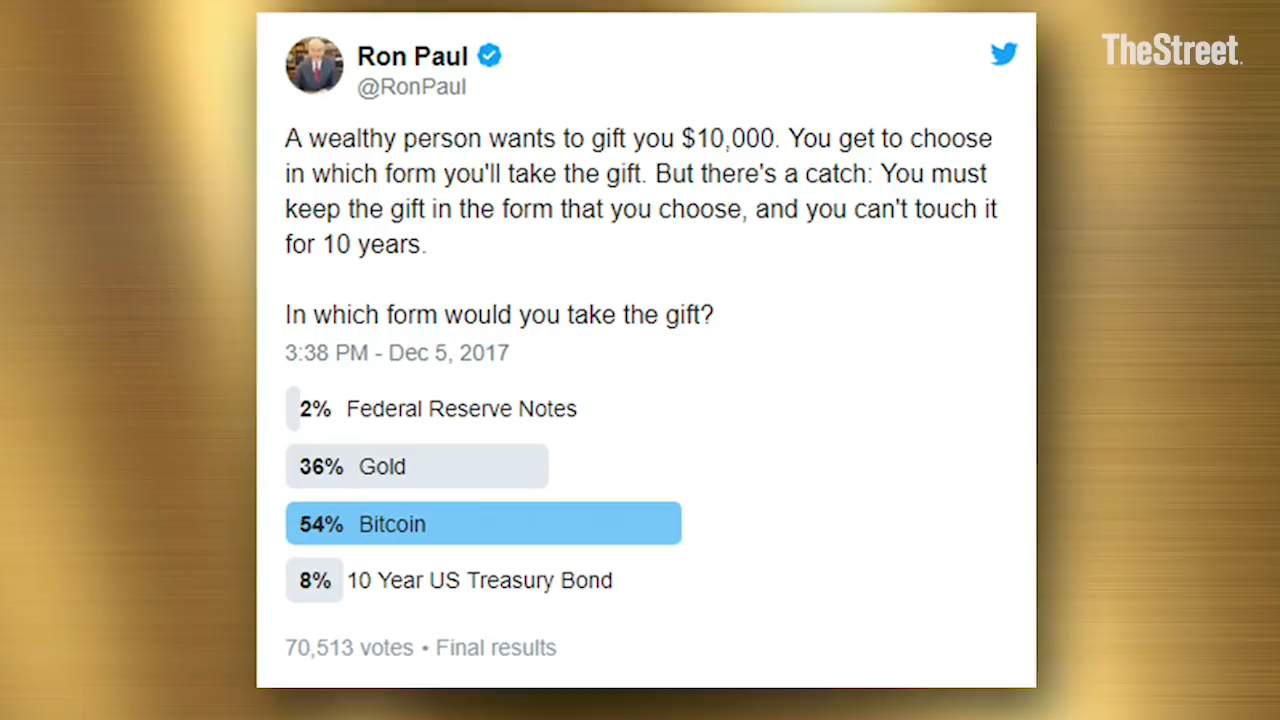 TheStreet.
Ron Paul
@RonPaul
A wealthy person wants to gift you $10,000. You get to choose
in which form you'll take the gift. But there's a catch: You must
keep the gift in the form that you choose, and you can't touch it
for 10 years.
In which form would you take the gift?
3:38 PM - Dec 5, 2017
2% Federal Reserve Notes
36% Gold
54% Bitcoin
8% 10 Year US Treasury Bond
70,513 votes • Final results